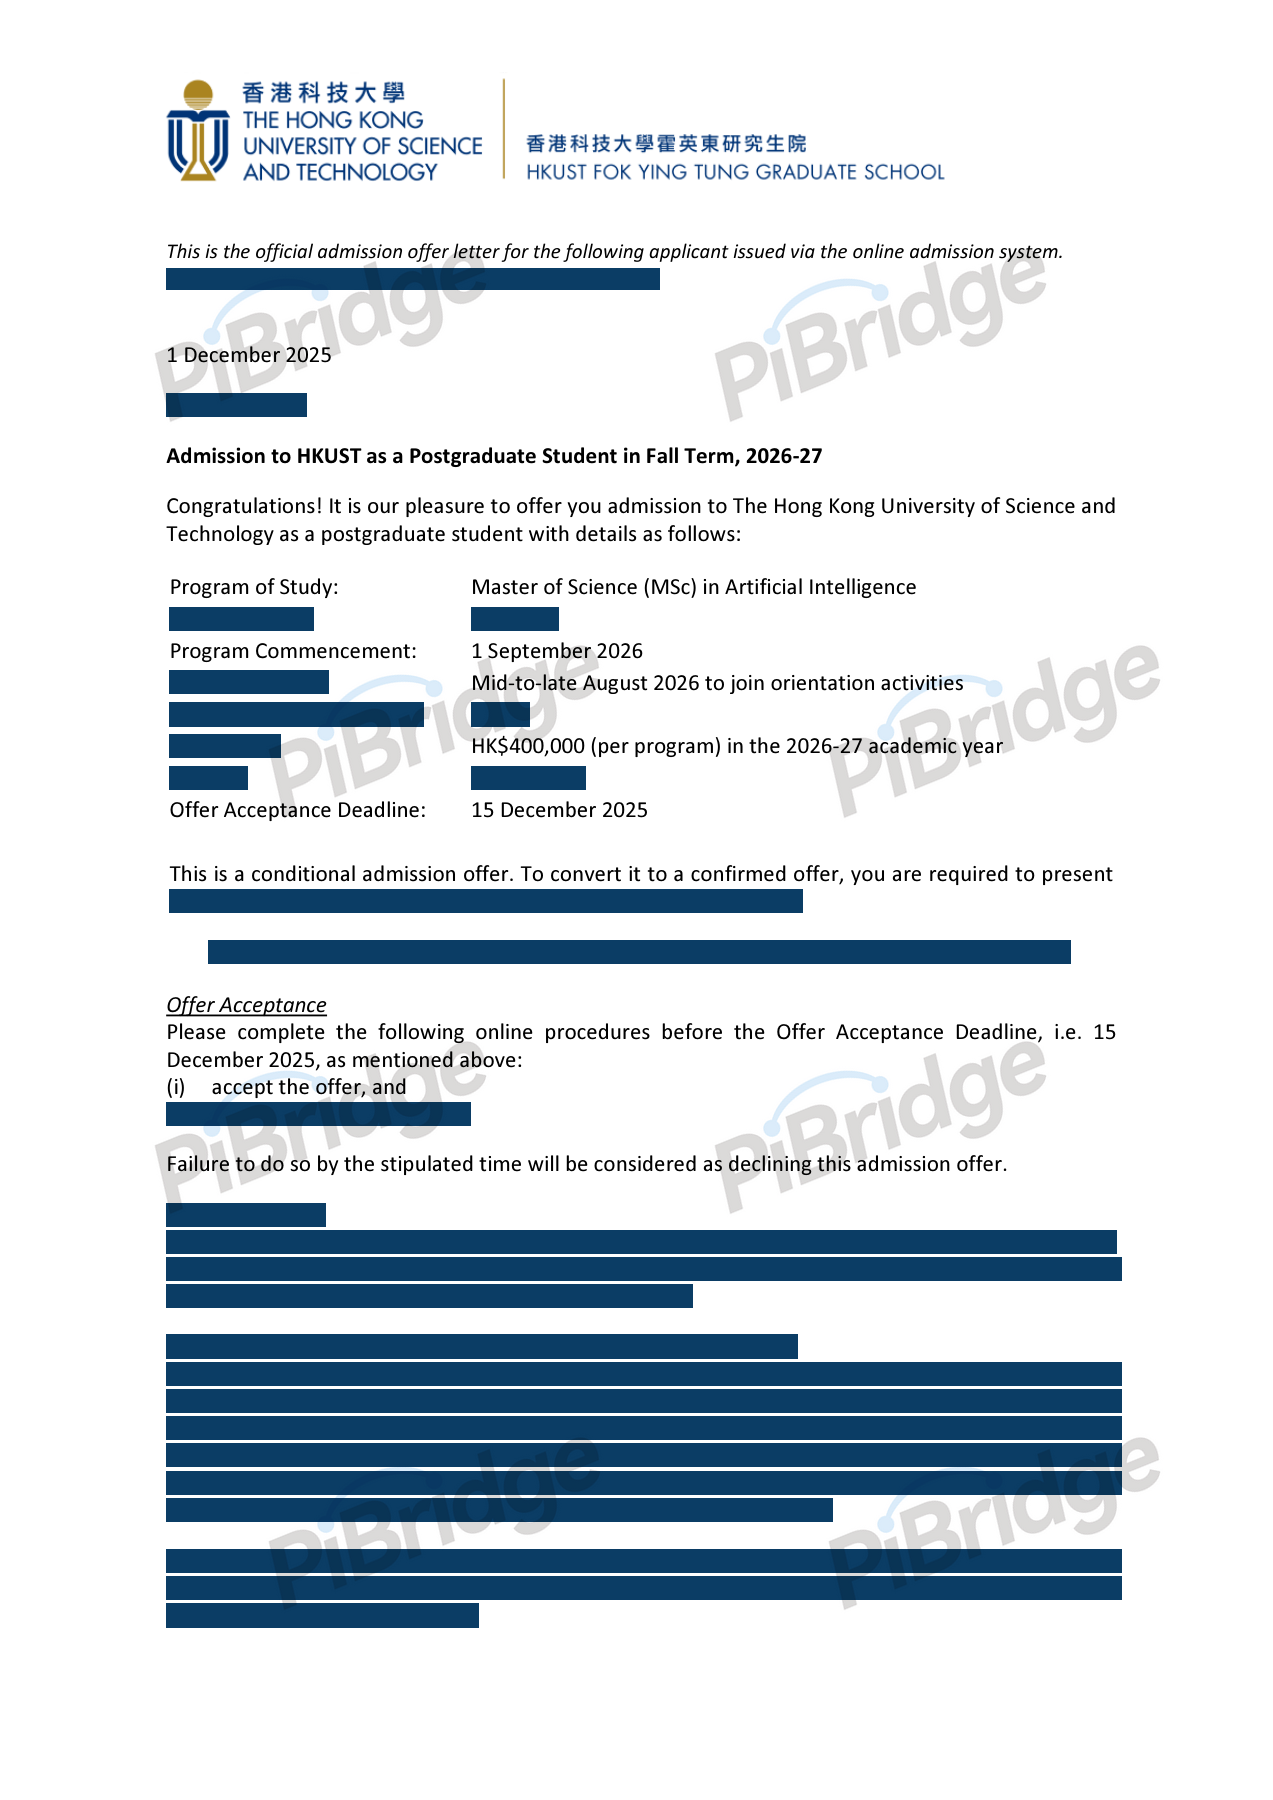 香港科技大學
THE HONG KONG
UNIVERSITY OF SCIENCE
AND TECHNOLOGY
香港科技大學霍英東研究生院
HKUST FOK YING TUNG GRADUATE SCHOOL
This is the official admission offer letter for the following applicant issued via the online admission system.
PiBridge
PiBridge
1 December 2025
Admission to HKUST as a Postgraduate Student in Fall Term, 2026-27
Congratulations! It is our pleasure to offer you admission to The Hong Kong University of Science and
Technology as a postgraduate student with details as follows:
Program of Study: Master of Science (MSc) in Artificial Intelligence
Program Commencement: 1 September 2026
Mid-to-late August 2026 to join orientation activities
PiBridge
PiBridge
HK$400,000 (per program) in the 2026-27 academic year
Offer Acceptance Deadline: 15 December 2025
This is a conditional admission offer. To convert it to a confirmed offer, you are required to present
Offer Acceptance
Please complete the following online procedures before the Offer Acceptance Deadline, i.e. 15
December 2025, as mentioned above:
(i) accept the offer, and
PiBridge
PiBridge
Failure to do so by the stipulated time will be considered as declining this admission offer.
PiBridge
PiBridge